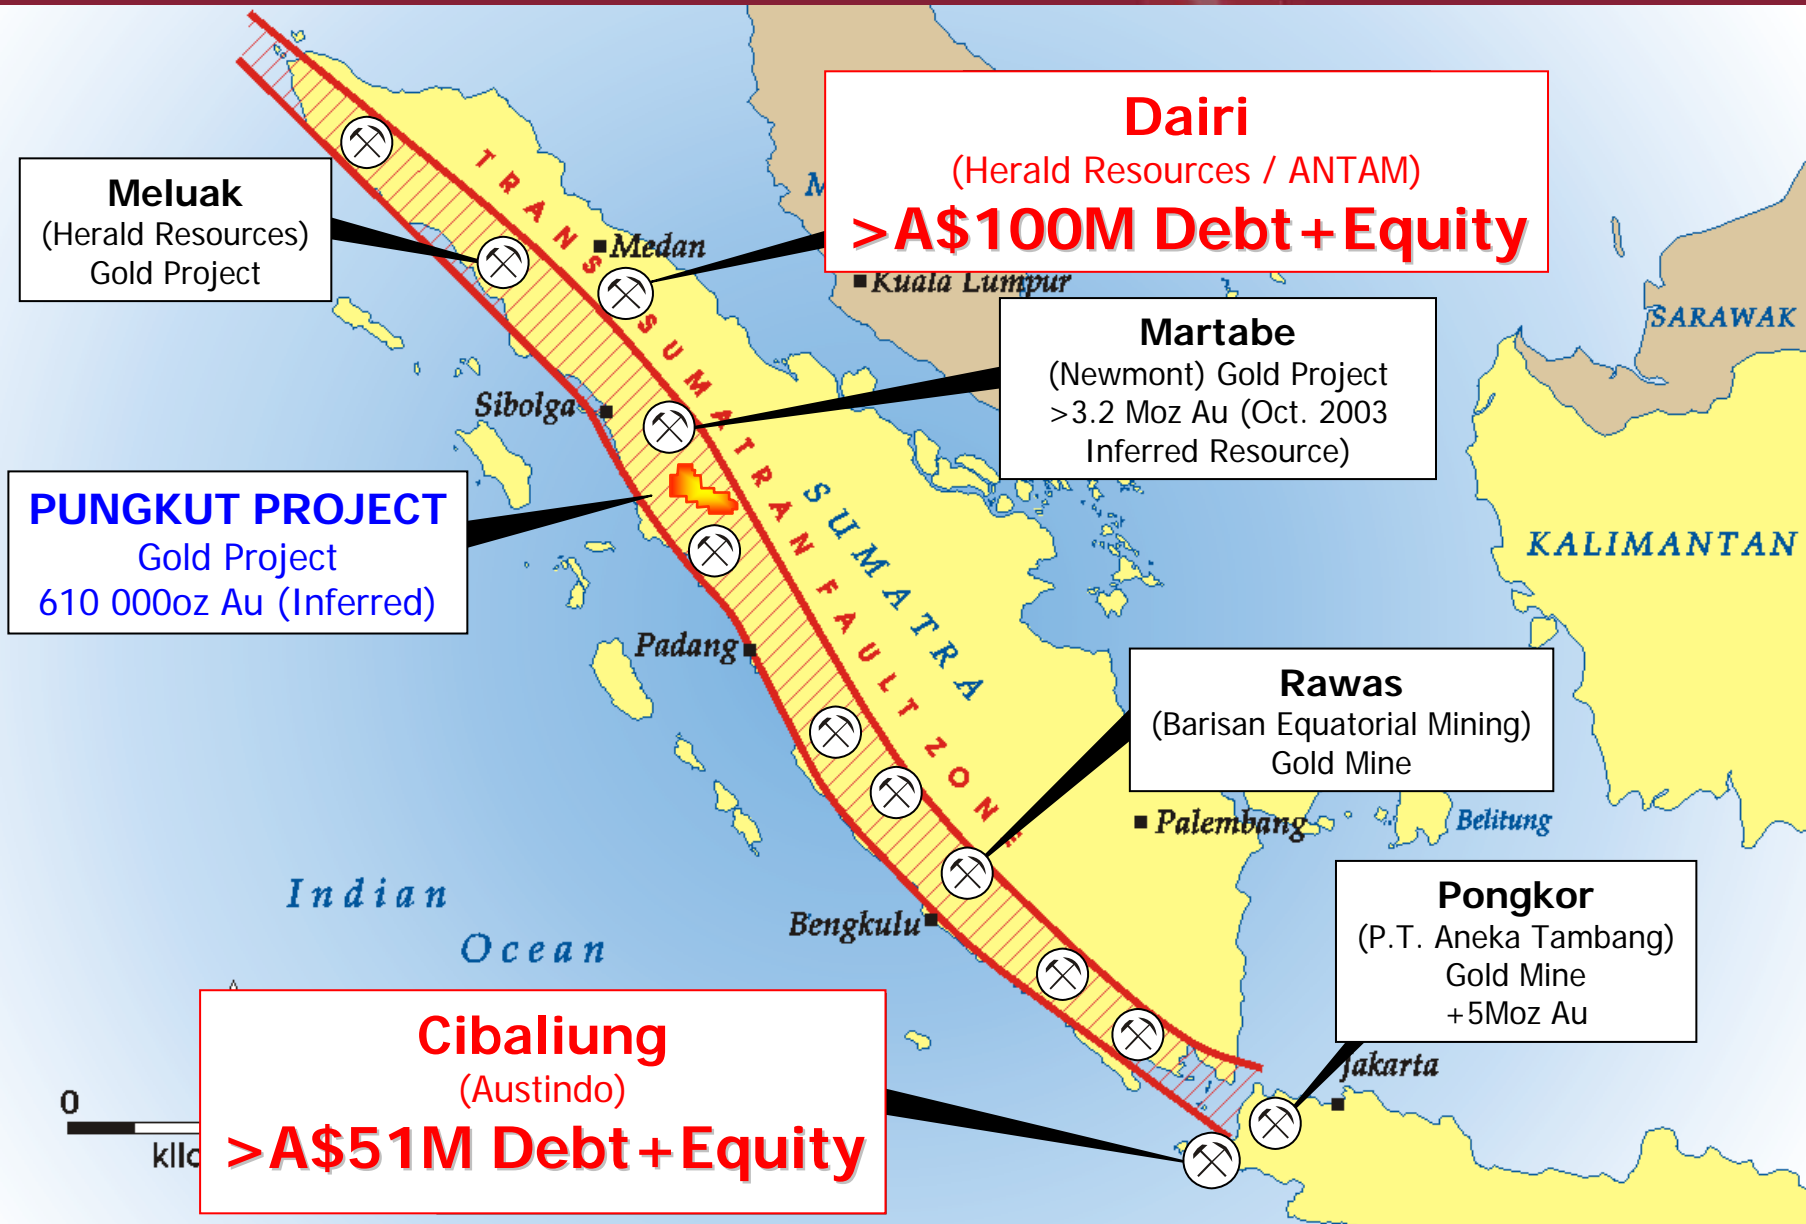 Dairi
(Herald Resources / ANTAM)
>A$100M Debt+Equity
Meluak
(Herald Resources)
Gold Project
TRANS SUMATRAN FAULT ZONE
Medan
Kuala Lumpur
SARAWAK
Martabe
(Newmont) Gold Project
>3.2 Moz Au (Oct. 2003
Inferred Resource)
Sibolga
PUNGKUT PROJECT
Gold Project
610 000oz Au (Inferred)
SUMATRA
KALIMANTAN
Padang
Rawas
(Barisan Equatorial Mining)
Gold Mine
Palembang
Belitung
Indian
Ocean
Bengkulu
Pongkor
(P.T. Aneka Tambang)
Gold Mine
+5Moz Au
Jakarta
Cibaliung
(Austindo)
>A$51M Debt+Equity
0